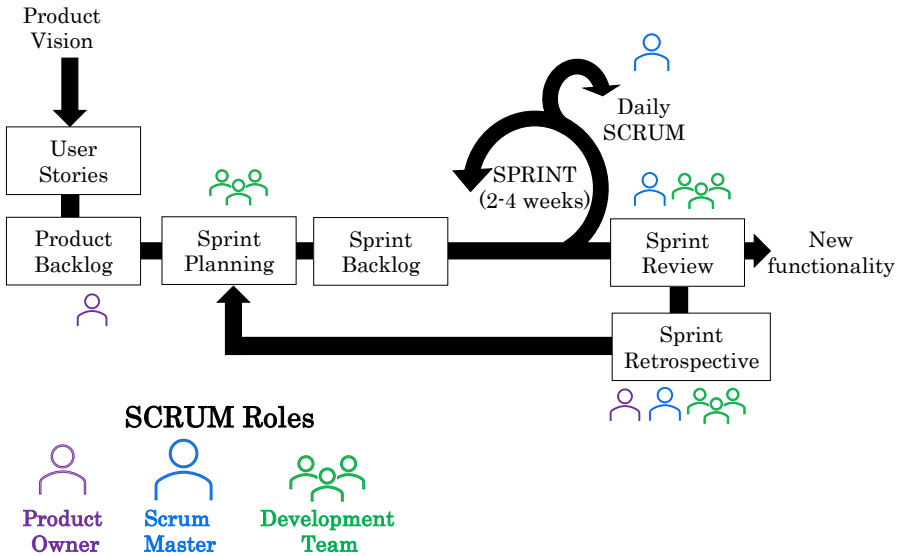 Product
Vision
User
Stories
Product
Backlog
Sprint
Planning
Sprint
Backlog
SPRINT
(2-4 weeks)
Daily
SCRUM
Sprint
Review
New
functionality
Sprint
Retrospective
SCRUM Roles
Product
Owner
Scrum
Master
Development
Team